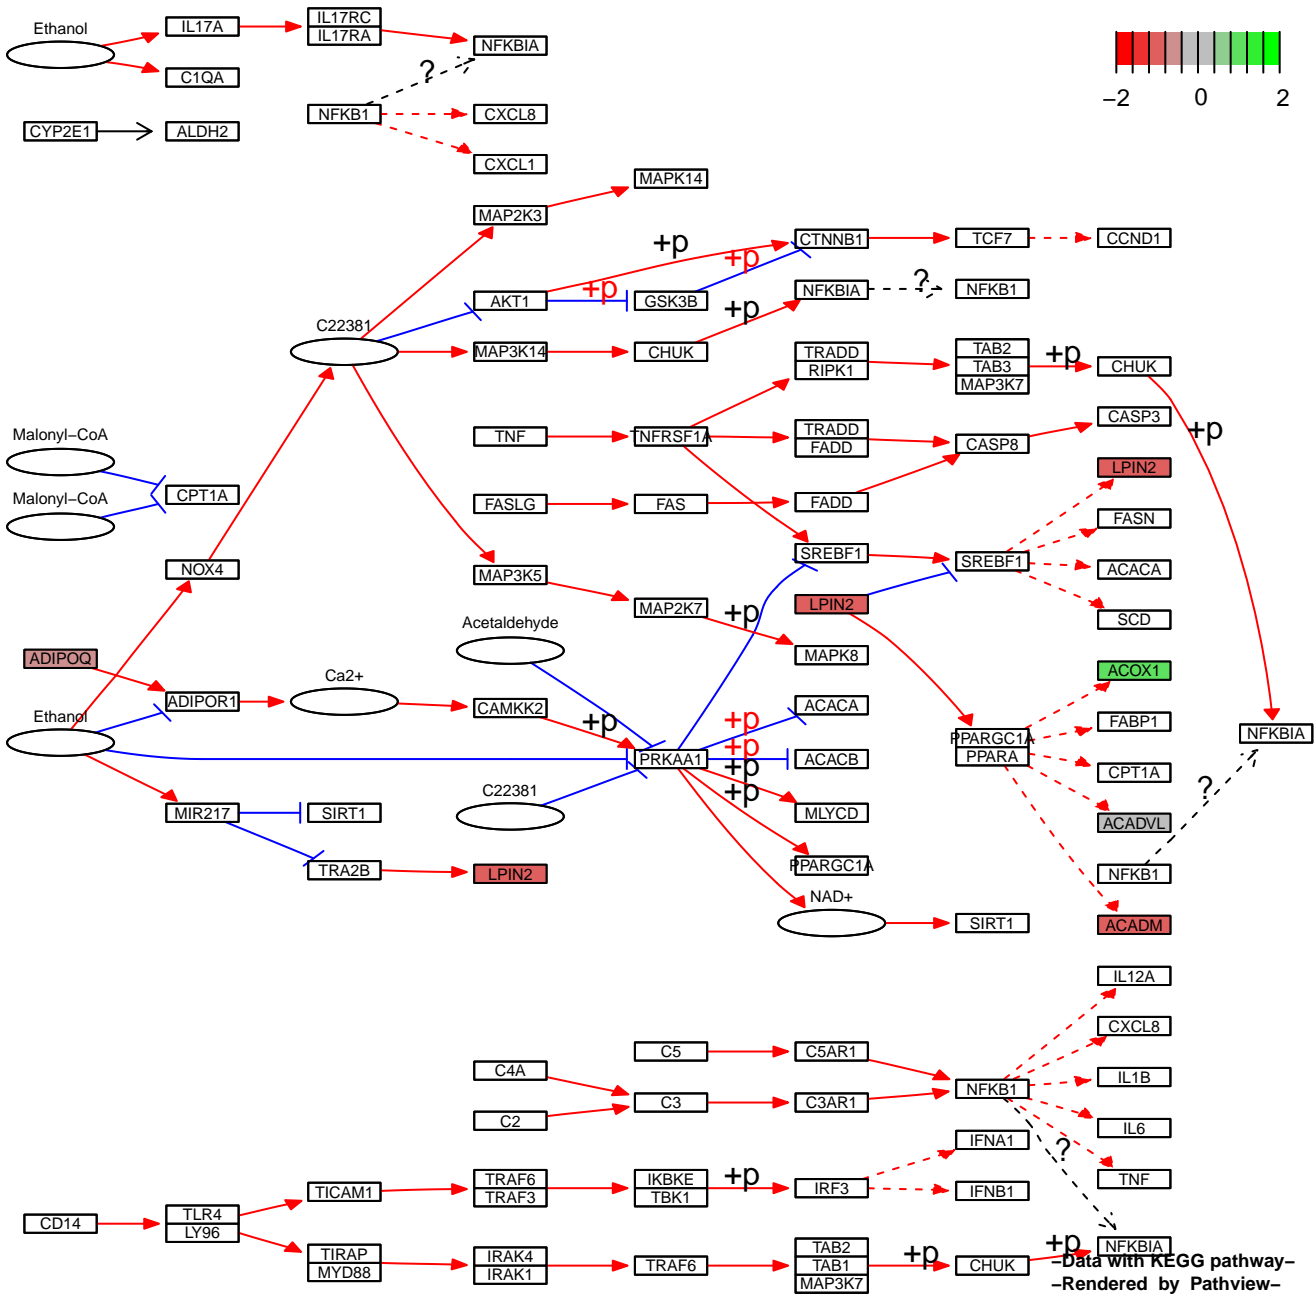 Ethanol
IL17A
IL17RC
IL17RA
NFKBIA
C1QA
?
NFKB1
CXCL8
CYP2E1
ALDH2
CXCL1
−2 0 2
MAPK14
MAP2K3
+p
CTNNB1
TCF7
CCND1
+p
AKT1
+p
GSK3B
NFKBIA
?
NFKB1
+p
C22381
MAP3K14
CHUK
TRADD
RIPK1
TAB2
TAB3
MAP3K7
+p
CHUK
CASP3
+p
TNF
TNFRSF1A
TRADD
FADD
CASP8
Malonyl−CoA
LPIN2
Malonyl−CoA
CPT1A
FASLG
FAS
FADD
FASN
NOX4
SREBF1
SREBF1
ACACA
MAP3K5
MAP2K7
+p
LPIN2
SCD
Acetaldehyde
MAPK8
ADIPOQ
ACOX1
Ca2+
ADIPOR1
CAMKK2
ACACA
Ethanol
+p
+p
FABP1
PPARGC1A
PPARA
NFKBIA
+p
PRKAA1
ACACB
+p
CPT1A
+p
?
C22381
MIR217
SIRT1
MLYCD
ACADVL
TRA2B
LPIN2
PPARGC1A
NFKB1
NAD+
SIRT1
ACADM
IL12A
CXCL8
C5
C5AR1
C4A
IL1B
NFKB1
C3
C3AR1
C2
IL6
IFNA1
?
TNF
TICAM1
TRAF6
TRAF3
IKBKE
TBK1
+p
IRF3
IFNB1
CD14
TLR4
LY96
TIRAP
MYD88
IRAK4
IRAK1
TRAF6
TAB2
TAB1
MAP3K7
+p
CHUK
+p
NFKBIA
−Data with KEGG pathway−
−Rendered by Pathview−